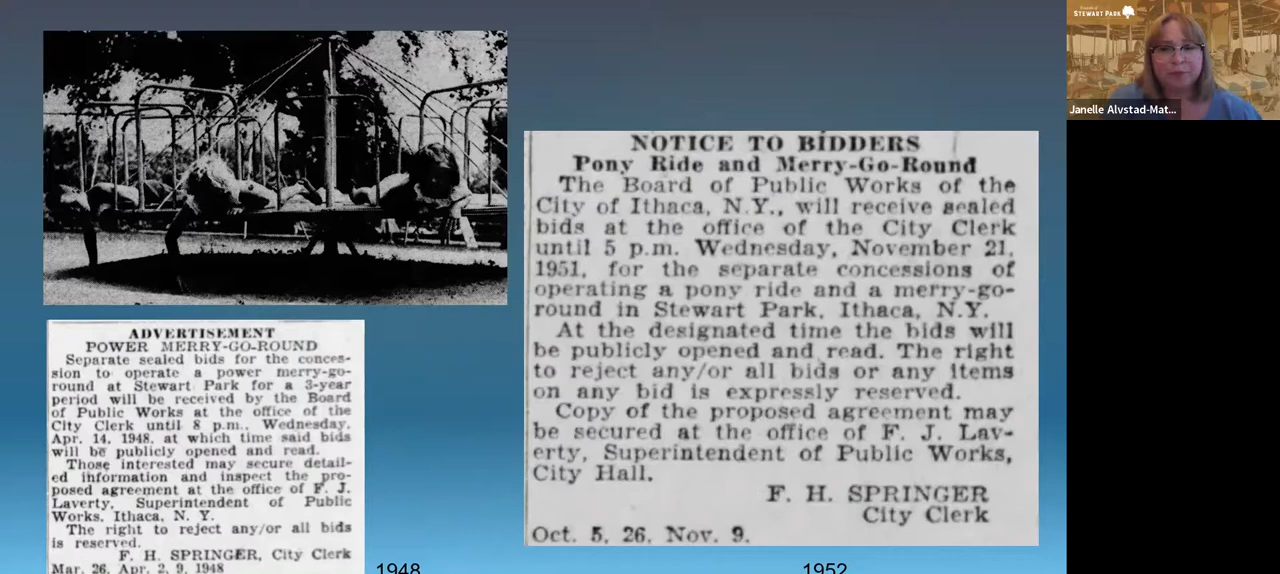 ADVERTISEMENT
POWER MERRY-GO-ROUND
Separate sealed bids for the conces-
sion to operate a power merry-go-
round at Stewart Park for a 3-year
period will be received by the Board
of Public Works at the office of the
City Clerk until 8 p.m., Wednesday,
Apr. 14, 1948, at which time said bids
will be publicly opened and read.
Those interested may secure detail-
ed information and inspect the pro-
posed agreement at the office of F. J.
Laverty, Superintendent of Public
Works, Ithaca, N. Y.
The right to reject any/or all bids
is reserved.
F. H. SPRINGER, City Clerk
Mar. 26, Apr. 2, 9, 1948
1948
NOTICE TO BIDDERS
Pony Ride and Merry-Go-Round
The Board of Public Works of the
City of Ithaca, N.Y., will receive sealed
bids at the office of the City Clerk
until 5 p.m. Wednesday, November 21,
1951, for the separate concessions of
operating a pony ride and a merry-go-
round in Stewart Park, Ithaca, N.Y.
At the designated time the bids will
be publicly opened and read. The right
to reject any/or all bids or any items
on any bid is expressly reserved.
Copy of the proposed agreement may
be secured at the office of F. J. Lav-
erty, Superintendent of Public Works,
City Hall.
F. H. SPRINGER
City Clerk
Oct. 5, 26, Nov. 9.
1952
Friends of
STEWART PARK
Janelle Alvstad-Mat...